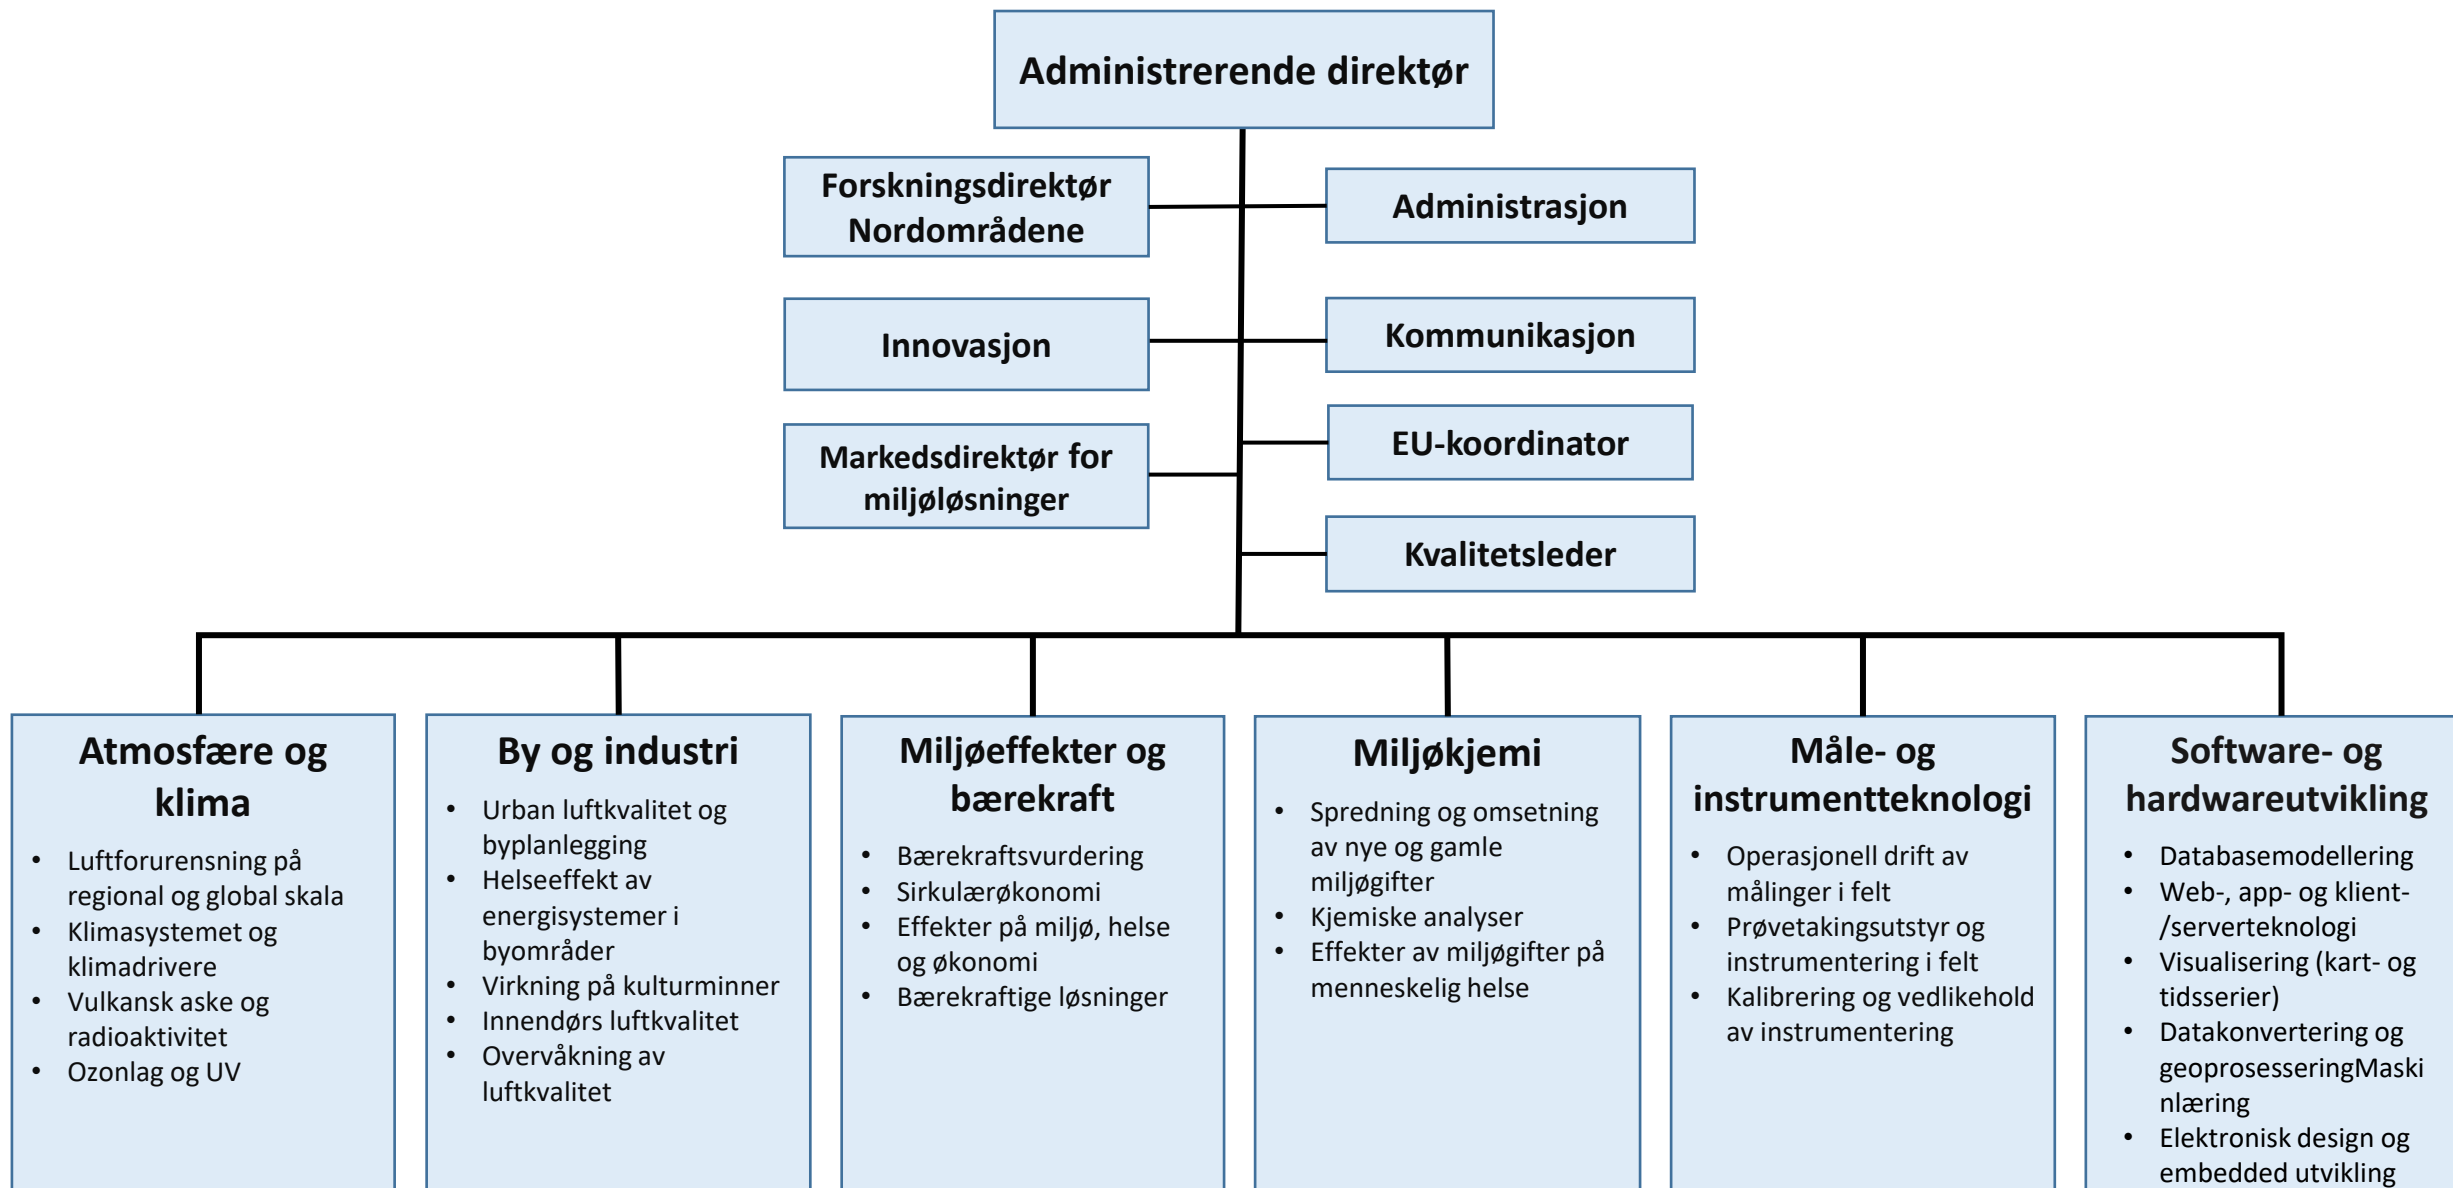 Administrerende direktør
Forskningsdirektør
Nordområdene
Administrasjon
Innovasjon
Kommunikasjon
Markedsdirektør for
miljøløsninger
EU-koordinator
Kvalitetsleder
Atmosfære og
klima
• Luftforurensning på
regional og global skala
• Klimasystemet og
klimadrivere
• Vulkansk aske og
radioaktivitet
• Ozonlag og UV
By og industri
• Urban luftkvalitet og
byplanlegging
• Helseeffekt av
energisystemer i
byområder
• Virkning på kulturminner
• Innendørs luftkvalitet
• Overvåkning av
luftkvalitet
Miljøeffekter og
bærekraft
• Bærekraftsvurdering
• Sirkulærøkonomi
• Effekter på miljø, helse
og økonomi
• Bærekraftige løsninger
Miljøkjemi
• Spredning og omsetning
av nye og gamle
miljøgifter
• Kjemiske analyser
• Effekter av miljøgifter på
menneskelig helse
Måle- og
instrumentteknologi
• Operasjonell drift av
målinger i felt
• Prøvetakingsutstyr og
instrumentering i felt
• Kalibrering og vedlikehold
av instrumentering
Software- og
hardwareutvikling
• Databasemodellering
• Web-, app- og klient-
/serverteknologi
• Visualisering (kart- og
tidsserier)
• Datakonvertering og
geoprosesseringMaski
nlæring
• Elektronisk design og
embedded utvikling